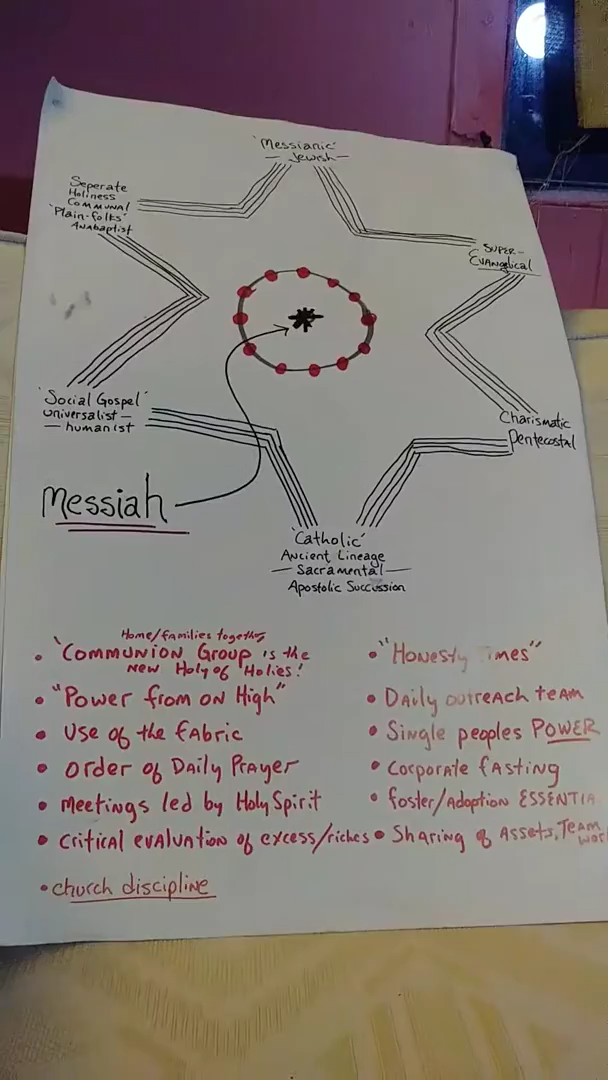 'Messianic'
— Jewish —
Seperate
Holiness
Communal
'Plain-folks'
Anabaptist
SUPER-
Evangelical
'Social Gospel'
Universalist —
— humanist
Charismatic
Pentecostal
Messiah
'Catholic'
Ancient Lineage
— Sacramental —
Apostolic Succussion
Home/families together
• "Communion Group is the
new Holy of Holies!
• "Power from on High"
• Use of the fabric
• Order of Daily Prayer
• Meetings led by Holy Spirit
• Critical evaluation of excess/riches
• church discipline
• "Honesty Times"
• Daily outreach team
• Single peoples POWER
• Corporate fasting
• foster/Adoption ESSENTIA
• Sharing of Assets, Team
wor